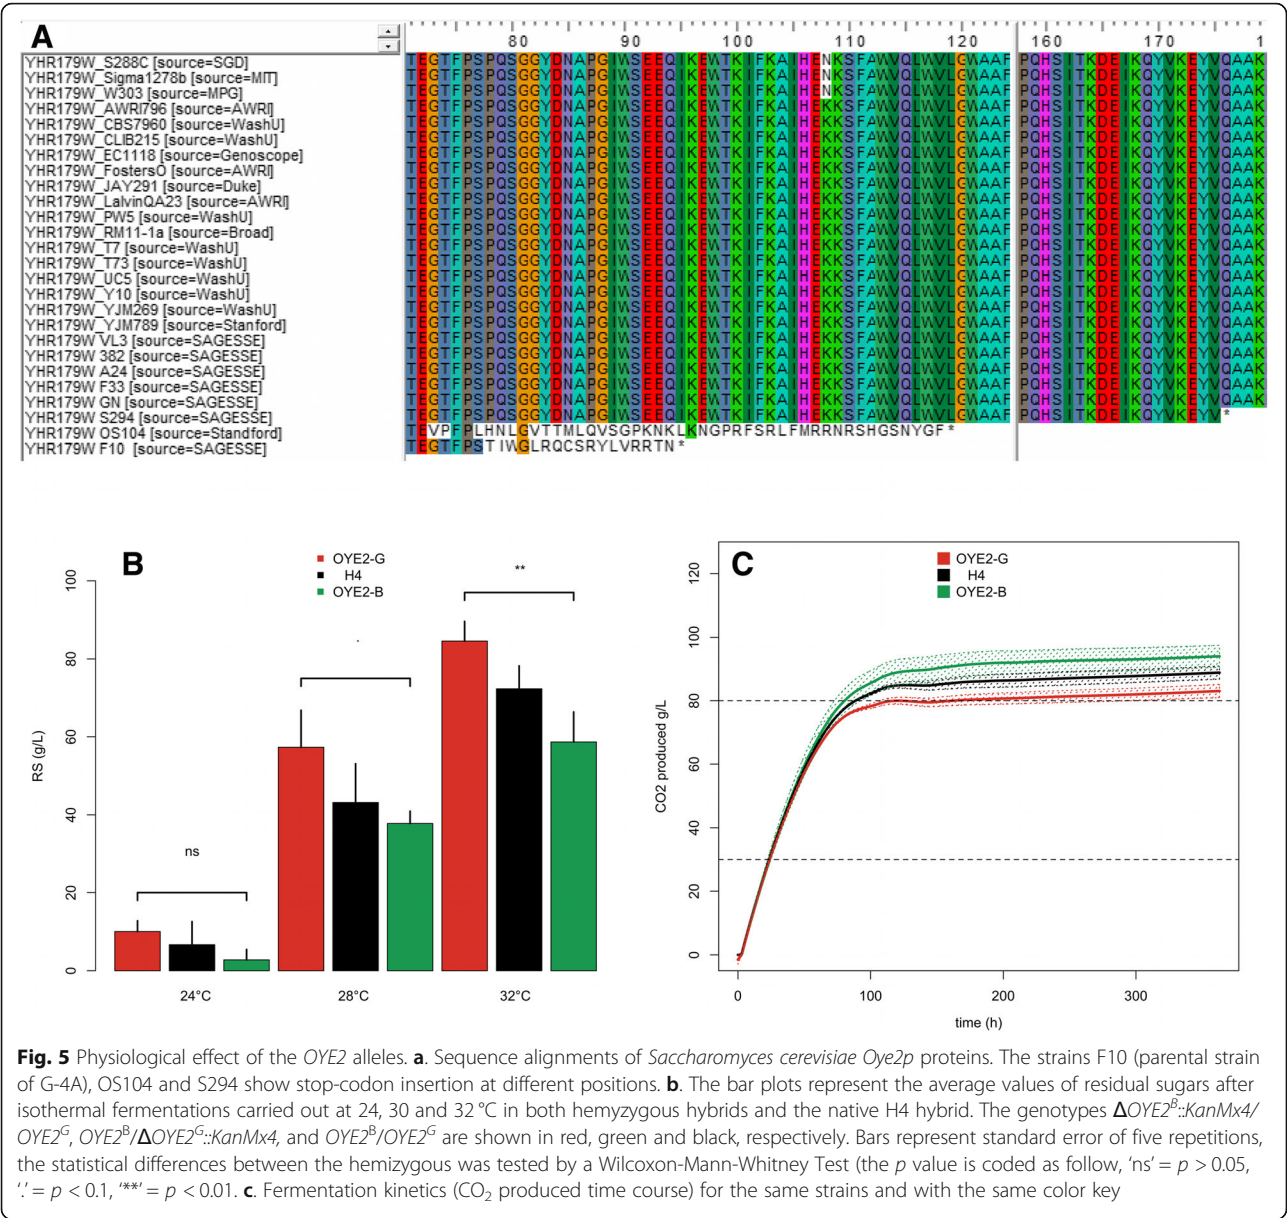 A
80 90 100 110 120 160 170 1
YHR179W_S288C [source=SGD]
YHR179W_Sigma1278b [source=MIT]
YHR179W_W303 [source=MPG]
YHR179W_AWRI796 [source=AWRI]
YHR179W_CBS7960 [source=WashU]
YHR179W_CLIB215 [source=WashU]
YHR179W_EC1118 [source=Genoscope]
YHR179W_FostersO [source=AWRI]
YHR179W_JAY291 [source=Duke]
YHR179W_LalvinQA23 [source=AWRI]
YHR179W_PW5 [source=WashU]
YHR179W_RM11-1a [source=Broad]
YHR179W_T7 [source=WashU]
YHR179W_T73 [source=WashU]
YHR179W_UC5 [source=WashU]
YHR179W_Y10 [source=WashU]
YHR179W_YJM269 [source=WashU]
YHR179W_YJM789 [source=Stanford]
YHR179W VL3 [source=SAGESSE]
YHR179W 382 [source=SAGESSE]
YHR179W A24 [source=SAGESSE]
YHR179W F33 [source=SAGESSE]
YHR179W GN [source=SAGESSE]
YHR179W S294 [source=SAGESSE]
YHR179W OS104 [source=Standford]
YHR179W F10 [source=SAGESSE]
TEGTFPSPQSGGYDNAPGIWSEEQIKEWTKIFKAIHENKSFAWVQLWVLGWAAF PQHSITKDEIKQYVKEYVQAAK
TEGTFPSPQSGGYDNAPGIWSEEQIKEWTKIFKAIHEKKSFAWVQLWVLGWAAF PQHSITKDEIKQYVKEYV*
TEVPFPLHNLGVTTMLQVSGPKNKLKNGPRFSRLFMRRNRSHGSNYGF*
TEGTFPSTIWGLRQCSRYLVRRTN*
B
OYE2-G
H4
OYE2-B
RS (g/L)
0 20 40 60 80 100
ns
.
**
24°C 28°C 32°C
C
OYE2-G
H4
OYE2-B
CO2 produced g/L
0 20 40 60 80 100 120
0 100 200 300
time (h)
Fig. 5 Physiological effect of the OYE2 alleles. a. Sequence alignments of Saccharomyces cerevisiae Oye2p proteins. The strains F10 (parental strain
of G-4A), OS104 and S294 show stop-codon insertion at different positions. b. The bar plots represent the average values of residual sugars after
isothermal fermentations carried out at 24, 30 and 32 °C in both hemyzygous hybrids and the native H4 hybrid. The genotypes ΔOYE2ᴮ::KanMx4/
OYE2ᴳ, OYE2ᴮ/ΔOYE2ᴳ::KanMx4, and OYE2ᴮ/OYE2ᴳ are shown in red, green and black, respectively. Bars represent standard error of five repetitions,
the statistical differences between the hemizygous was tested by a Wilcoxon-Mann-Whitney Test (the p value is coded as follow, ‘ns’ = p > 0.05,
‘.’ = p < 0.1, ‘**’ = p < 0.01. c. Fermentation kinetics (CO₂ produced time course) for the same strains and with the same color key